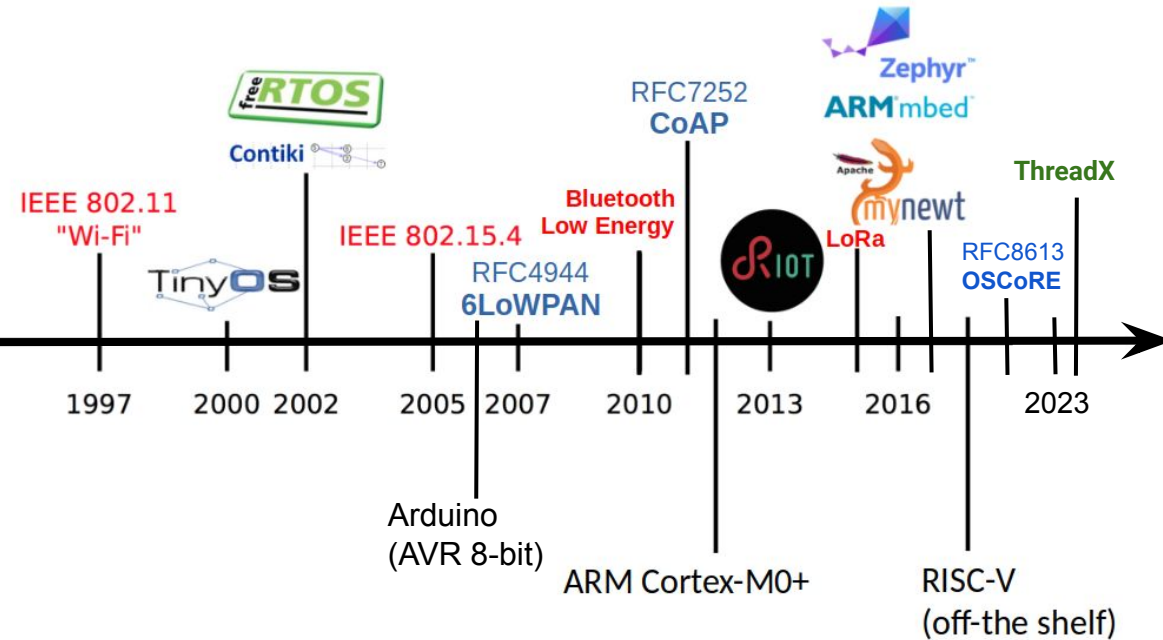 Zephyr™
ARM®mbed™
RFC7252
CoAP
free RTOS
Contiki
Apache
mynewt
ThreadX
IEEE 802.11
"Wi-Fi"
Bluetooth
Low Energy
IEEE 802.15.4
LoRa
TinyOS
RFC4944
6LoWPAN
RIOT
RFC8613
OSCoRE
1997
2000
2002
2005
2007
2010
2013
2016
2023
Arduino
(AVR 8-bit)
ARM Cortex-M0+
RISC-V
(off-the shelf)